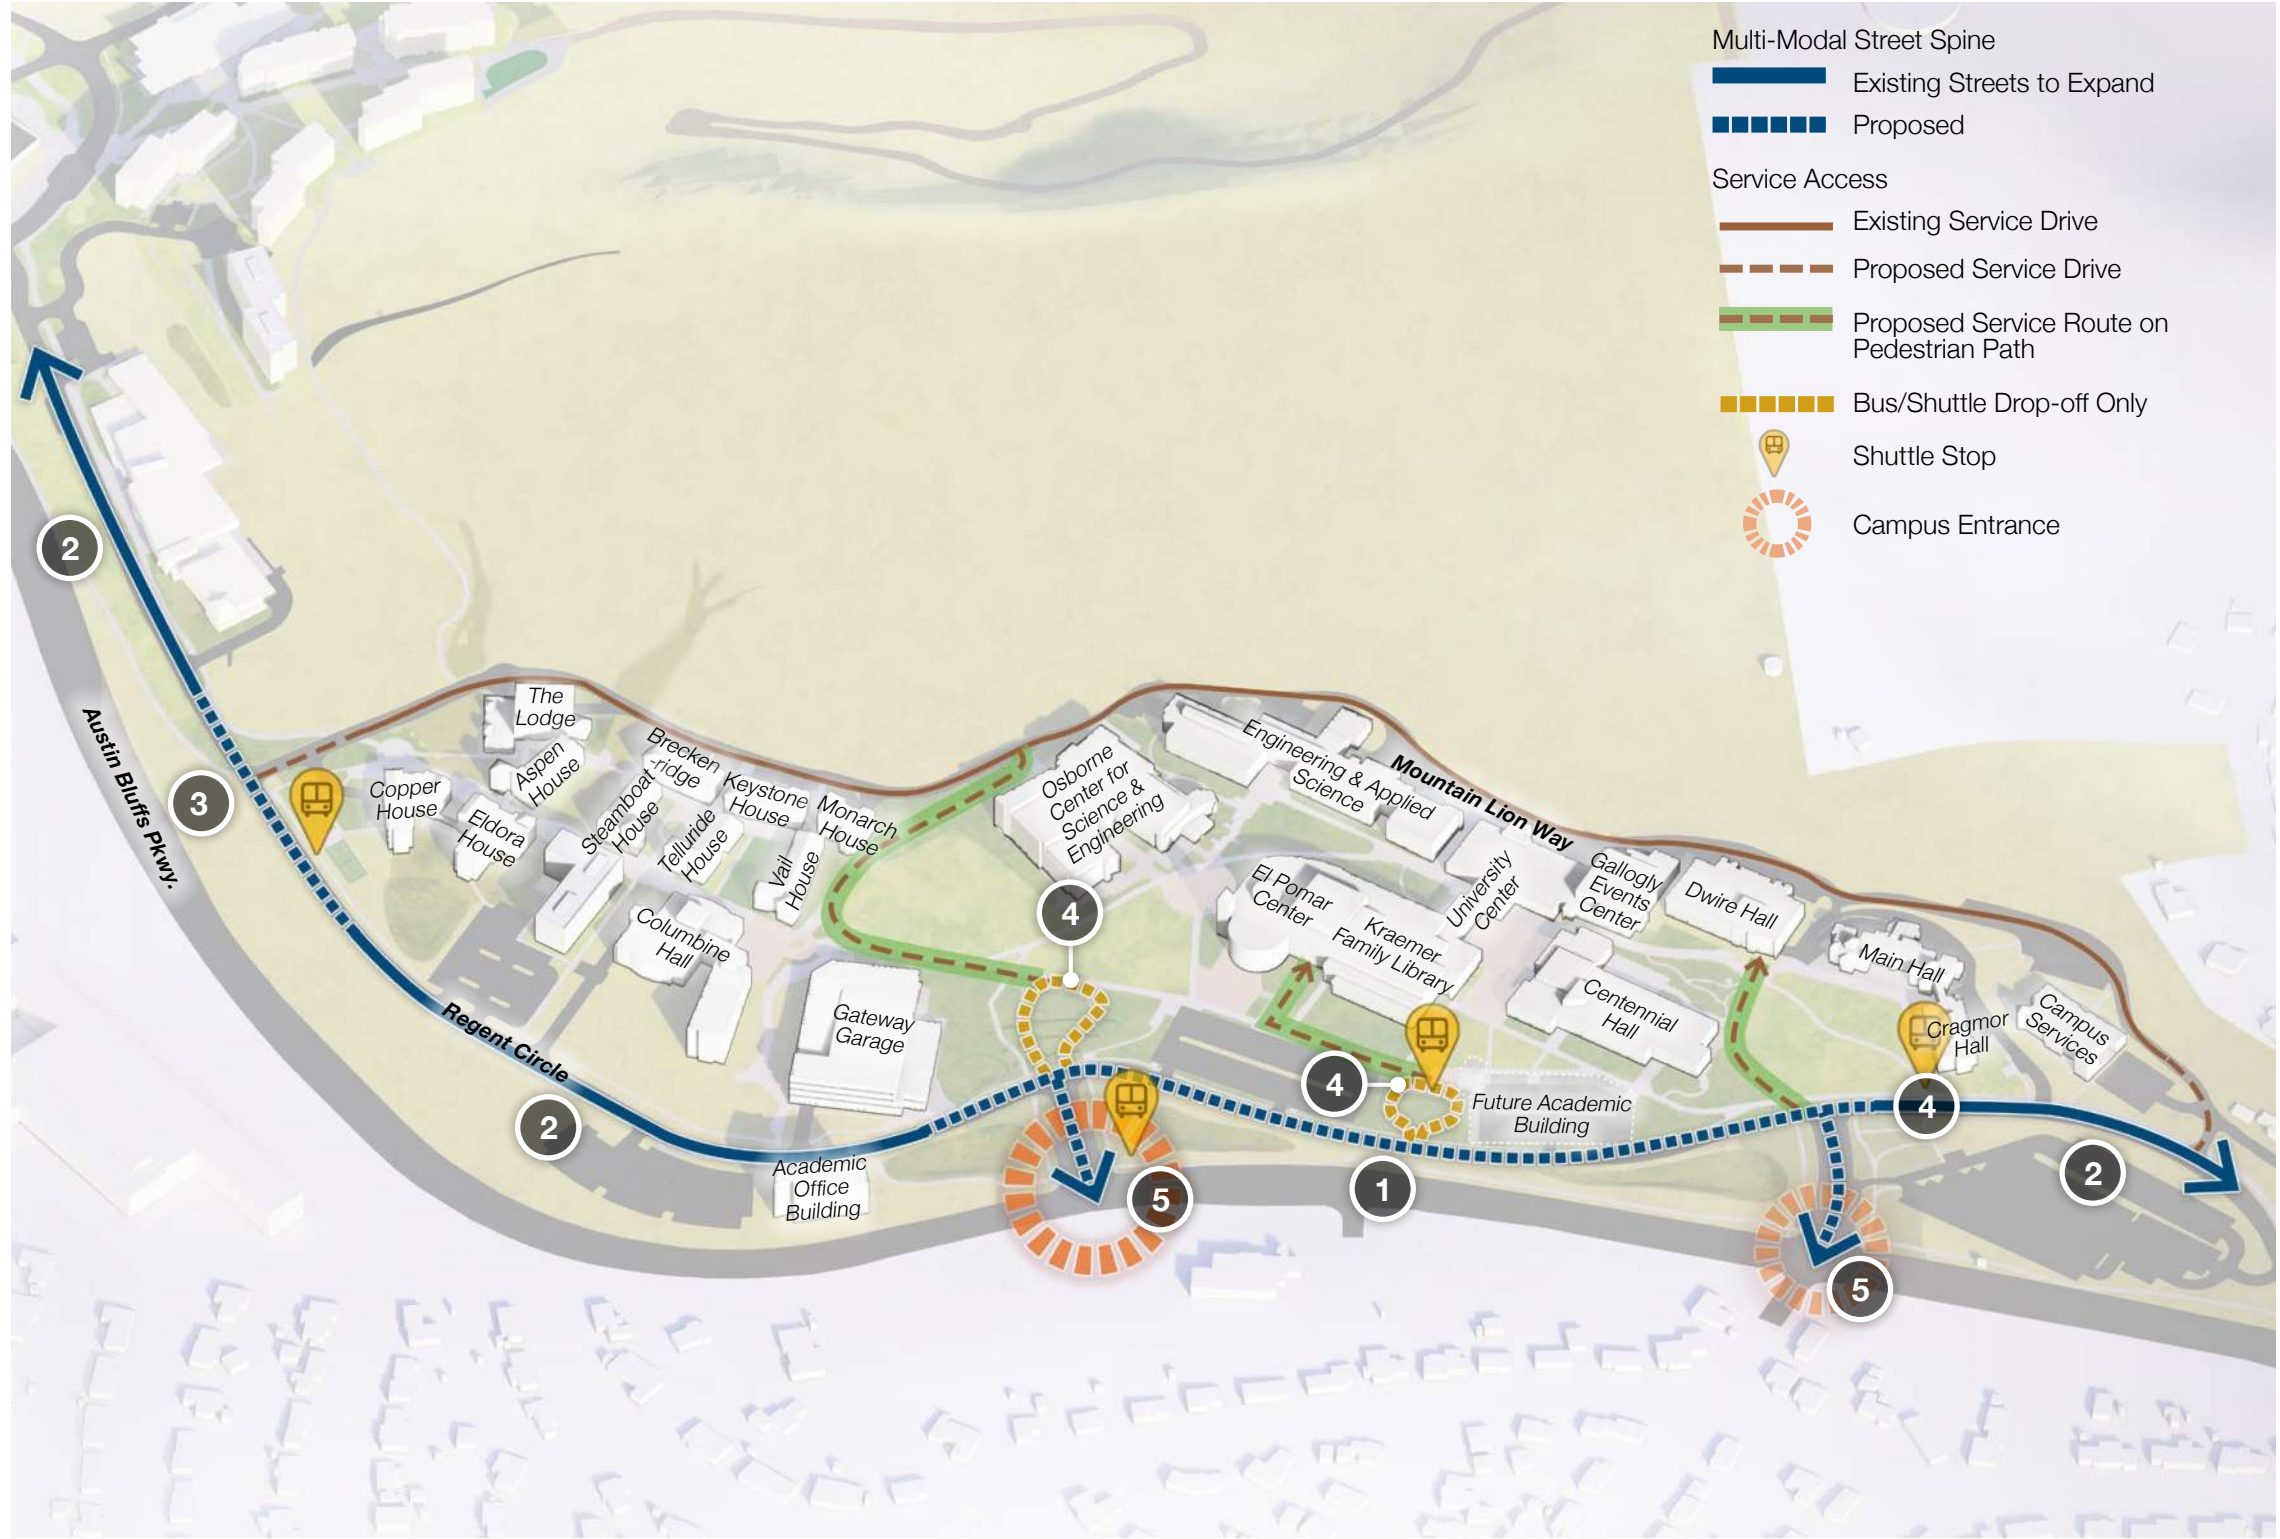 Multi-Modal Street Spine
Existing Streets to Expand
Proposed
Service Access
Existing Service Drive
Proposed Service Drive
Proposed Service Route on
Pedestrian Path
Bus/Shuttle Drop-off Only
Shuttle Stop
Campus Entrance
2
Austin Bluffs Pkwy.
3
The
Lodge
Aspen
House
Copper
House
Eldora
House
Brecken
-ridge
Steamboat
House
Keystone
House
Telluride
House
Monarch
House
Vail
House
Columbine
Hall
Gateway
Garage
Regent Circle
2
Academic
Office
Building
Osborne
Center for
Science &
Engineering
4
Engineering & Applied
Science
Mountain Lion Way
El Pomar
Center
Kraemer
Family Library
University
Center
Gallogly
Events
Center
Dwire Hall
Centennial
Hall
Main Hall
Cragmor
Hall
Campus
Services
4
Future Academic
Building
4
2
1
5
5